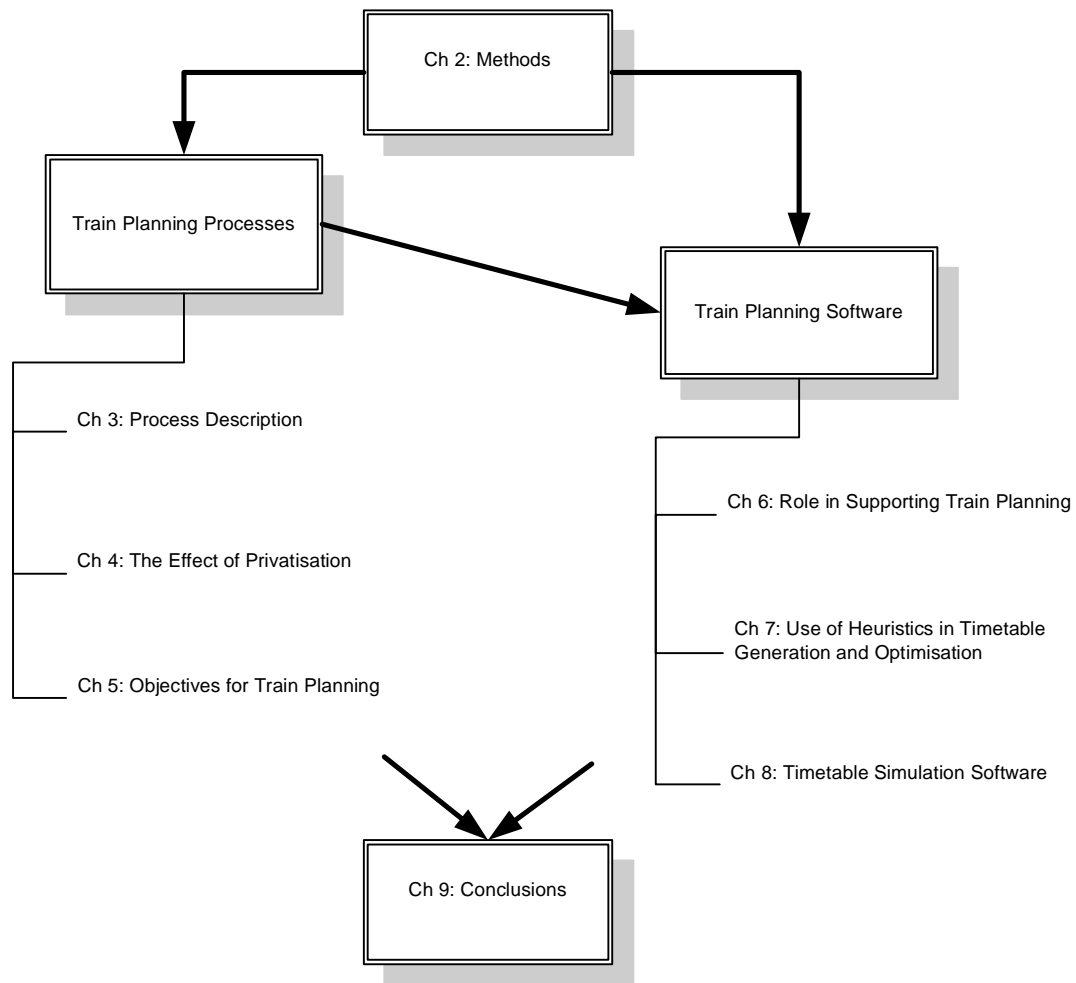 Ch 2: Methods
Train Planning Processes
Train Planning Software
Ch 3: Process Description
Ch 4: The Effect of Privatisation
Ch 5: Objectives for Train Planning
Ch 6: Role in Supporting Train Planning
Ch 7: Use of Heuristics in Timetable
Generation and Optimisation
Ch 8: Timetable Simulation Software
Ch 9: Conclusions